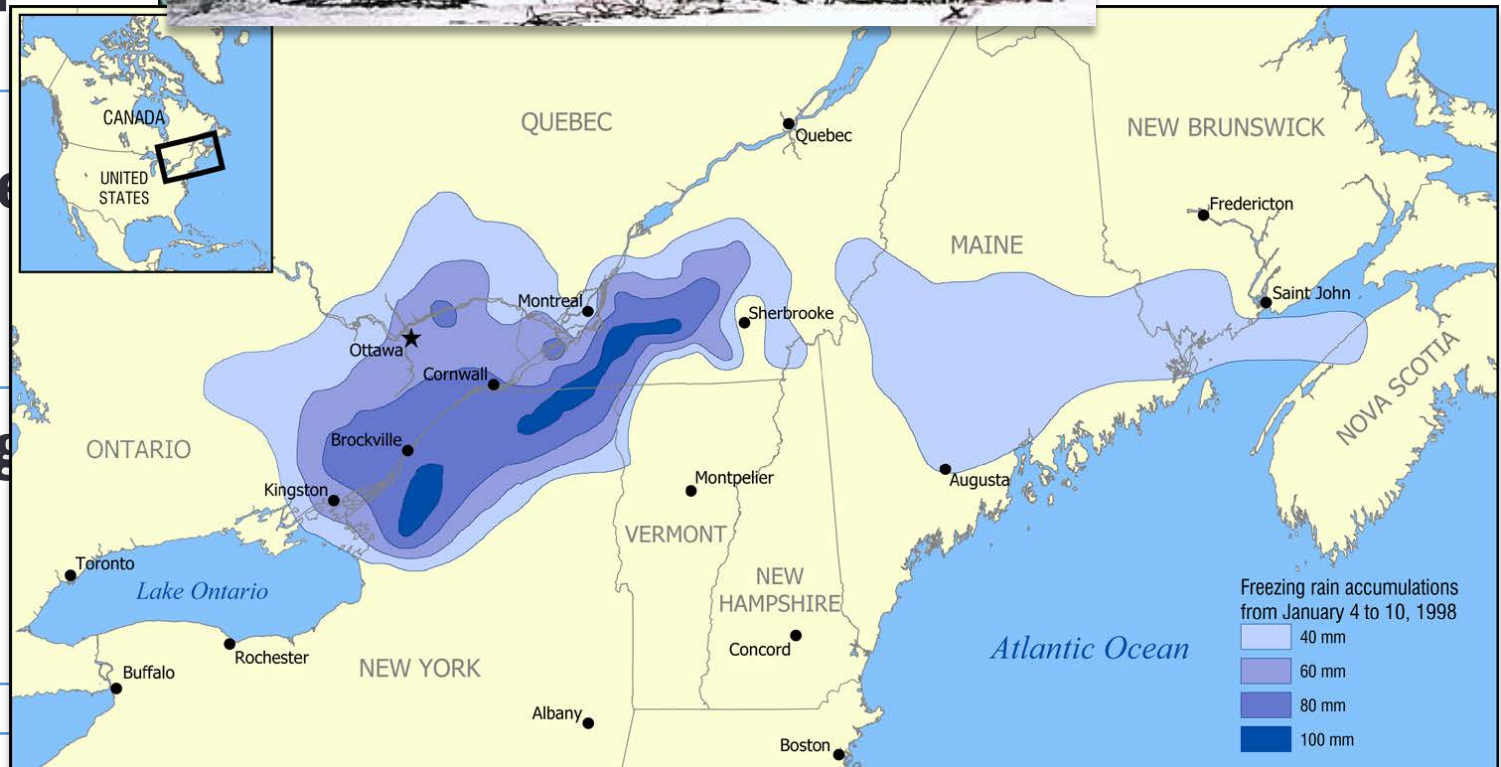 CANADA
UNITED
STATES
QUEBEC
Quebec
NEW BRUNSWICK
Fredericton
MAINE
Saint John
Montreal
Sherbrooke
Ottawa
Cornwall
NOVA SCOTIA
ONTARIO
Brockville
Kingston
Montpelier
Augusta
VERMONT
Toronto
Lake Ontario
NEW
HAMPSHIRE
Rochester
Concord
NEW YORK
Buffalo
Albany
Boston
Atlantic Ocean
Freezing rain accumulations
from January 4 to 10, 1998
40 mm
60 mm
80 mm
100 mm